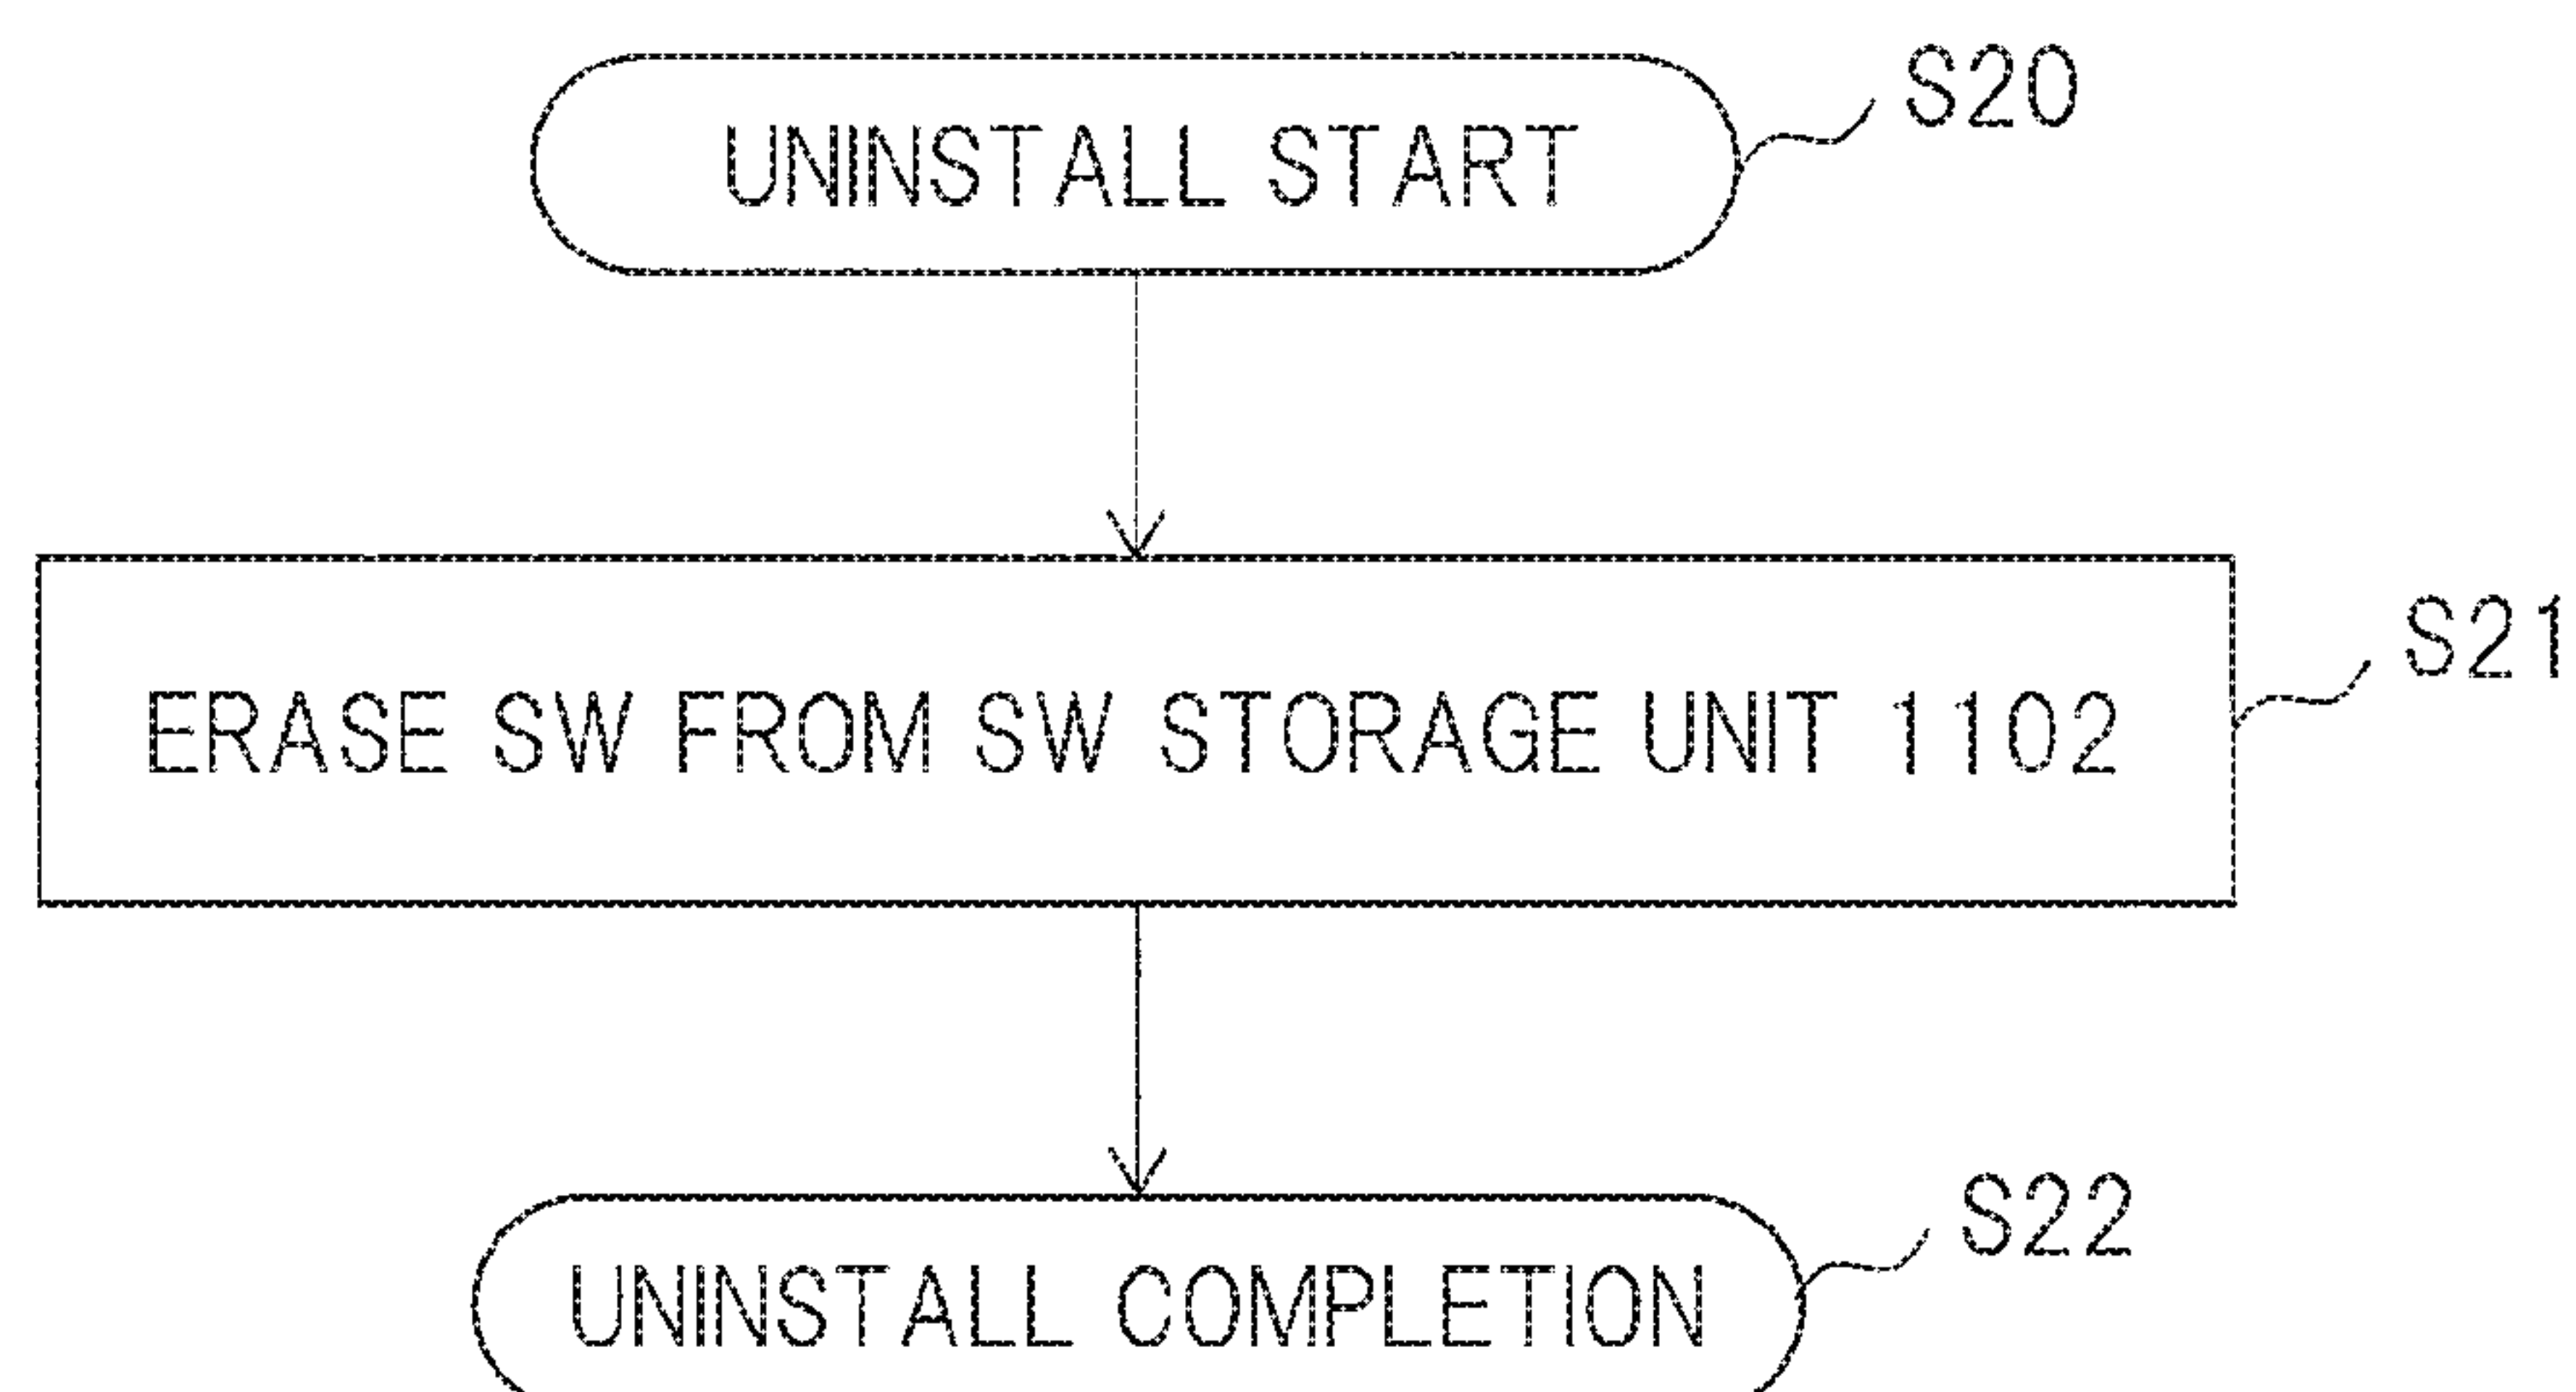 UNINSTALL START
S20
ERASE SW FROM SW STORAGE UNIT 1102
S21
UNINSTALL COMPLETION
S22